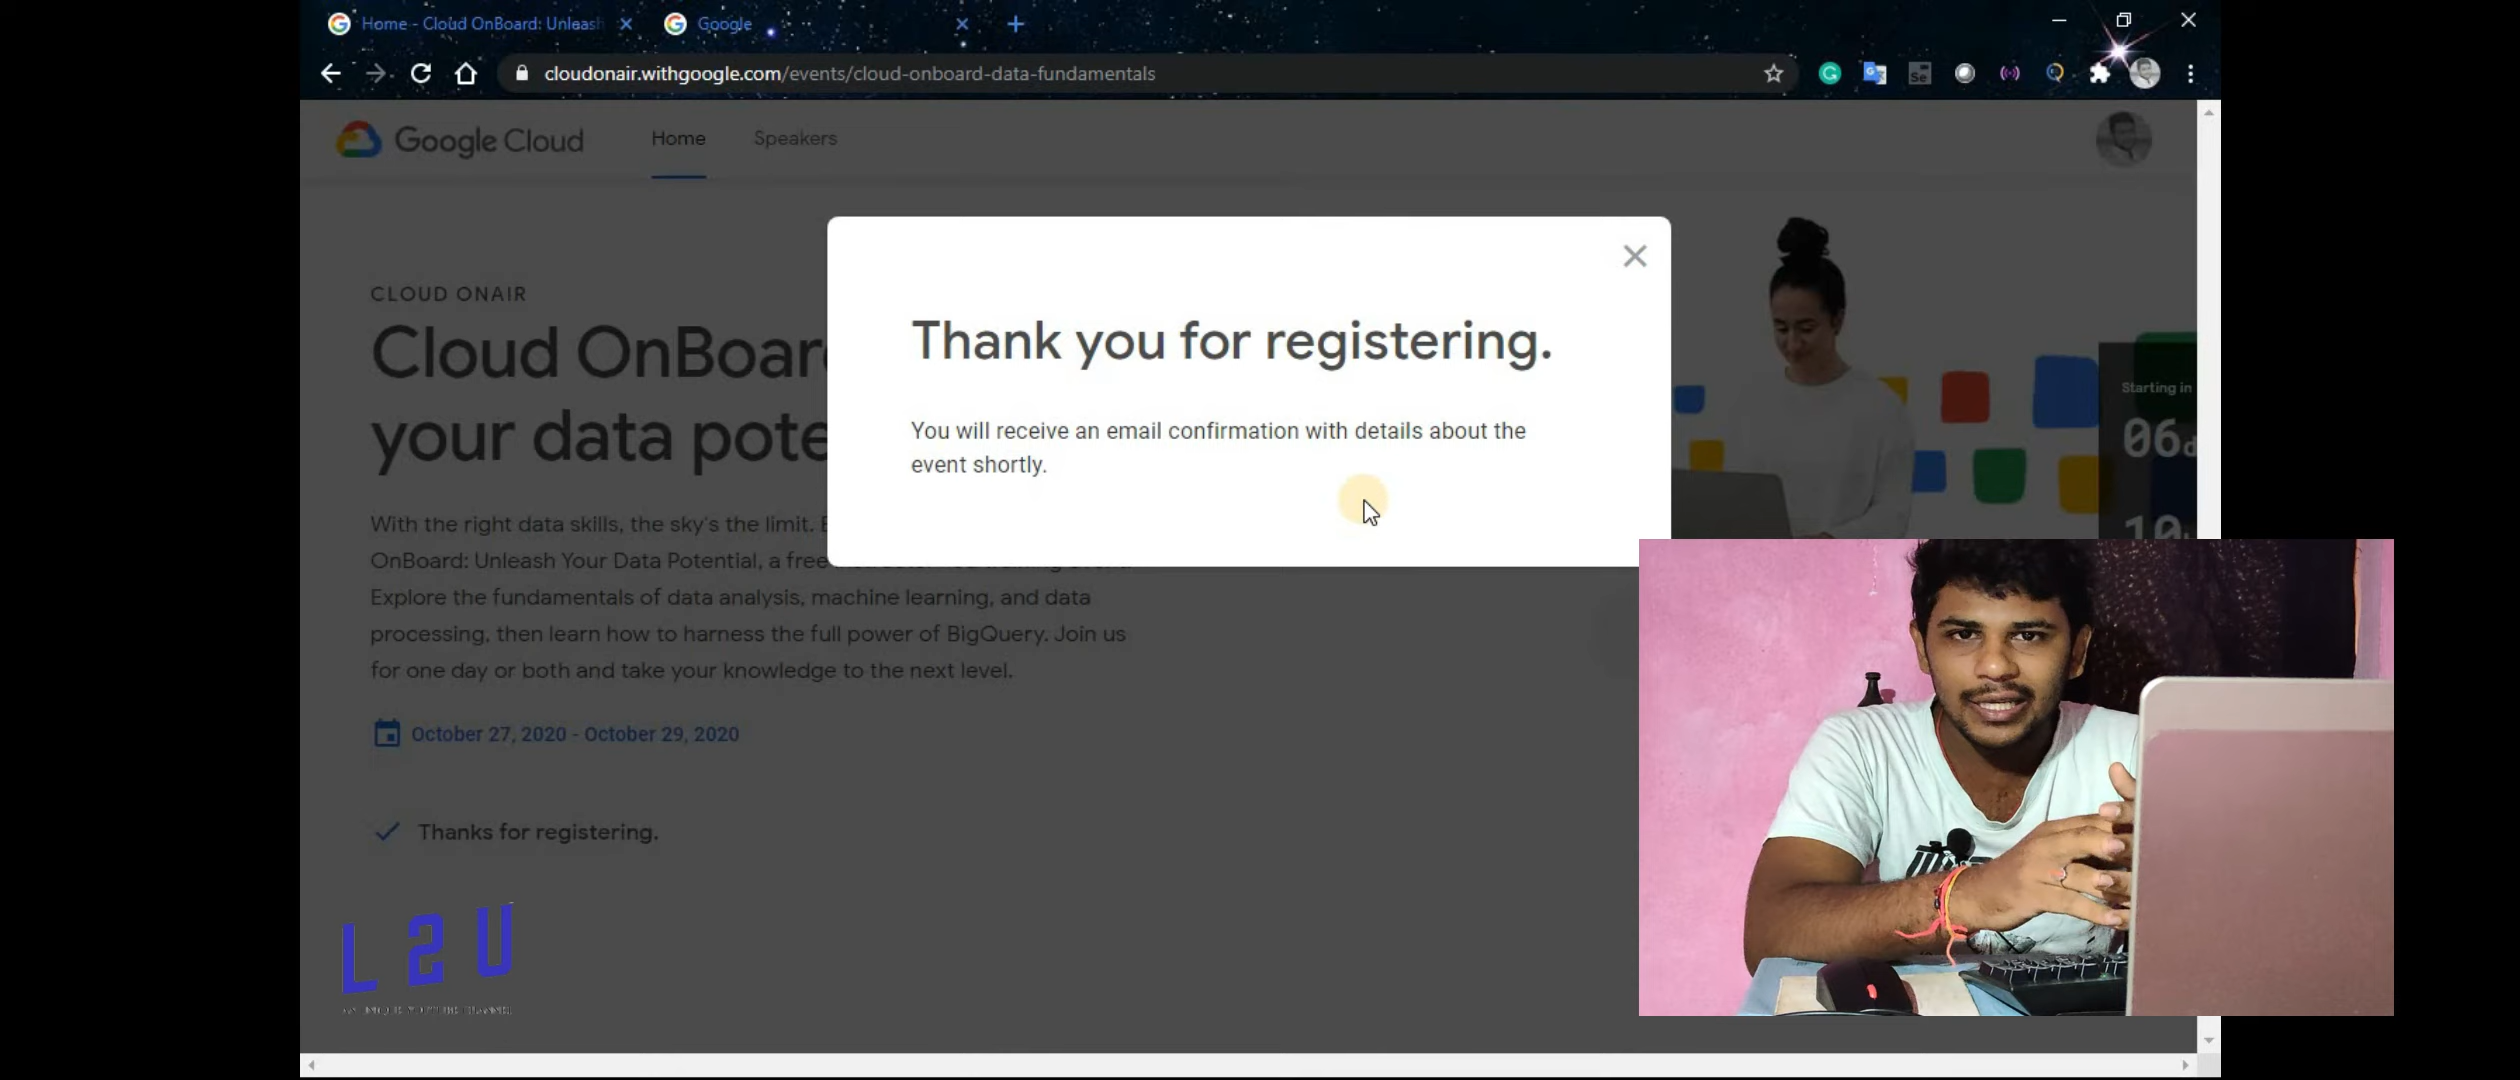 Home - Cloud OnBoard: Unleash
Google
cloudonair.withgoogle.com/events/cloud-onboard-data-fundamentals
Se
Google Cloud
Home
Speakers
CLOUD ONAIR
Cloud OnBoar
your data pote
With the right data skills, the sky's the limit.
OnBoard: Unleash Your Data Potential, a free
Explore the fundamentals of data analysis, machine learning, and data
processing, then learn how to harness the full power of BigQuery. Join us
for one day or both and take your knowledge to the next level.
October 27, 2020 - October 29, 2020
Thanks for registering.
Thank you for registering.
You will receive an email confirmation with details about the
event shortly.
Starting in
06d
10
L2U